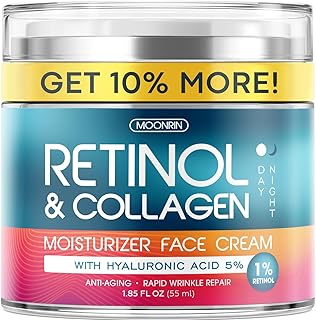 GET 10% MORE!
MOONRIN
RETINOL
& COLLAGEN
DAY
NIGHT
MOISTURIZER FACE CREAM
WITH HYALURONIC ACID 5%
1%
RETINOL
ANTI-AGING • RAPID WRINKLE REPAIR
1.85 FL OZ (55 ml)